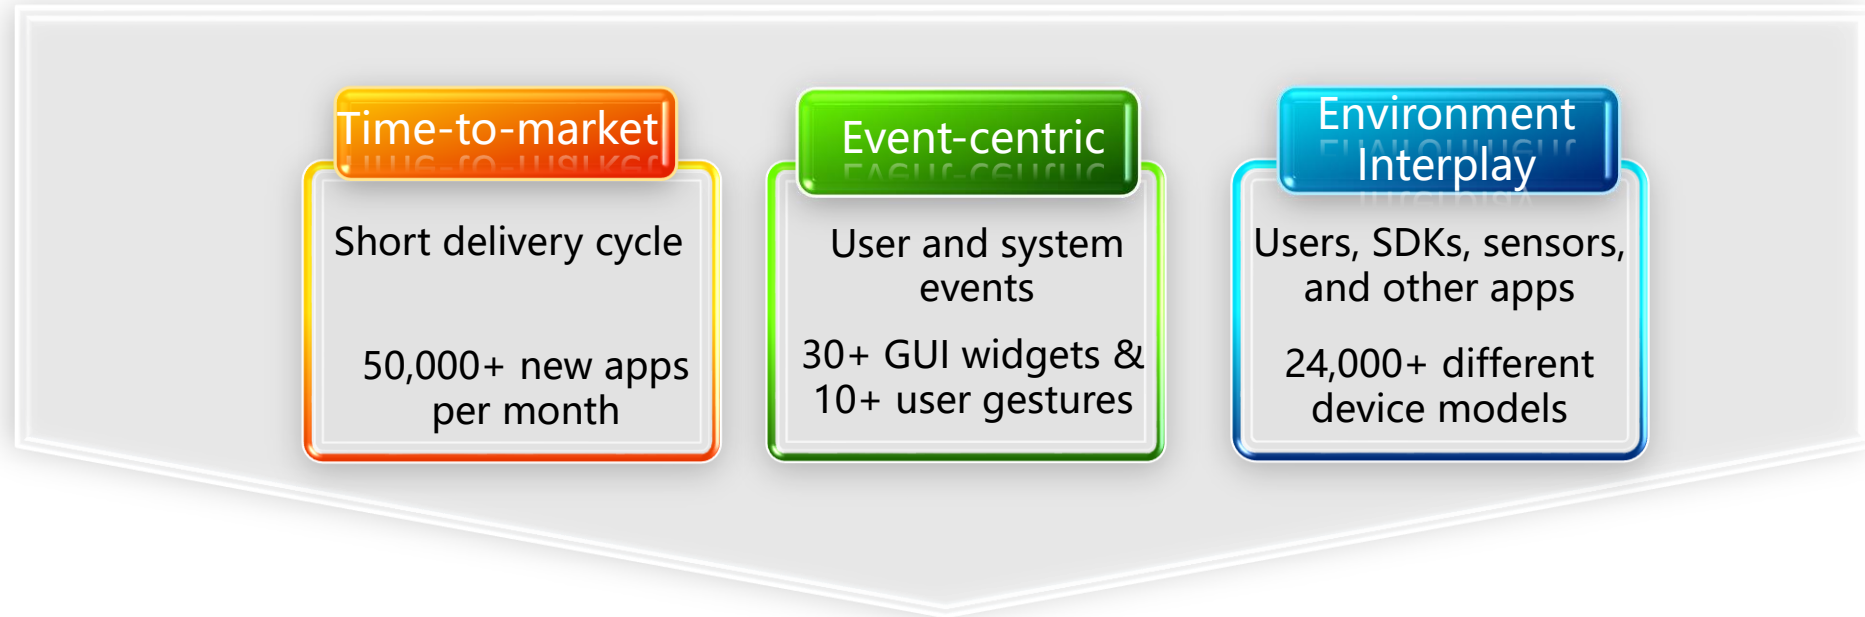 Time-to-market
Short delivery cycle
50,000+ new apps
per month
Event-centric
User and system
events
30+ GUI widgets &
10+ user gestures
Environment
Interplay
Users, SDKs, sensors,
and other apps
24,000+ different
device models